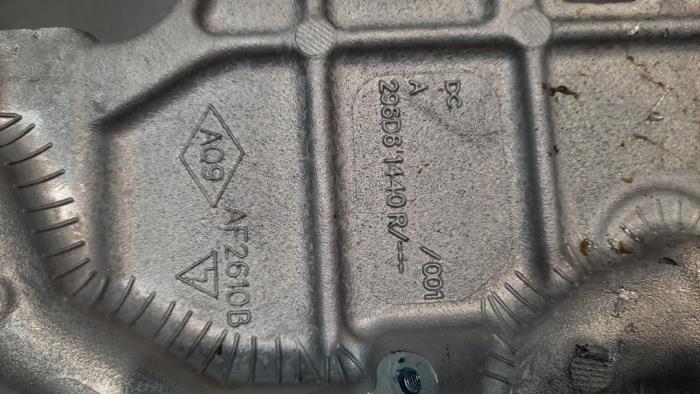 DC
A
296D6 1440R/---
/001
AQ9
AF2610B